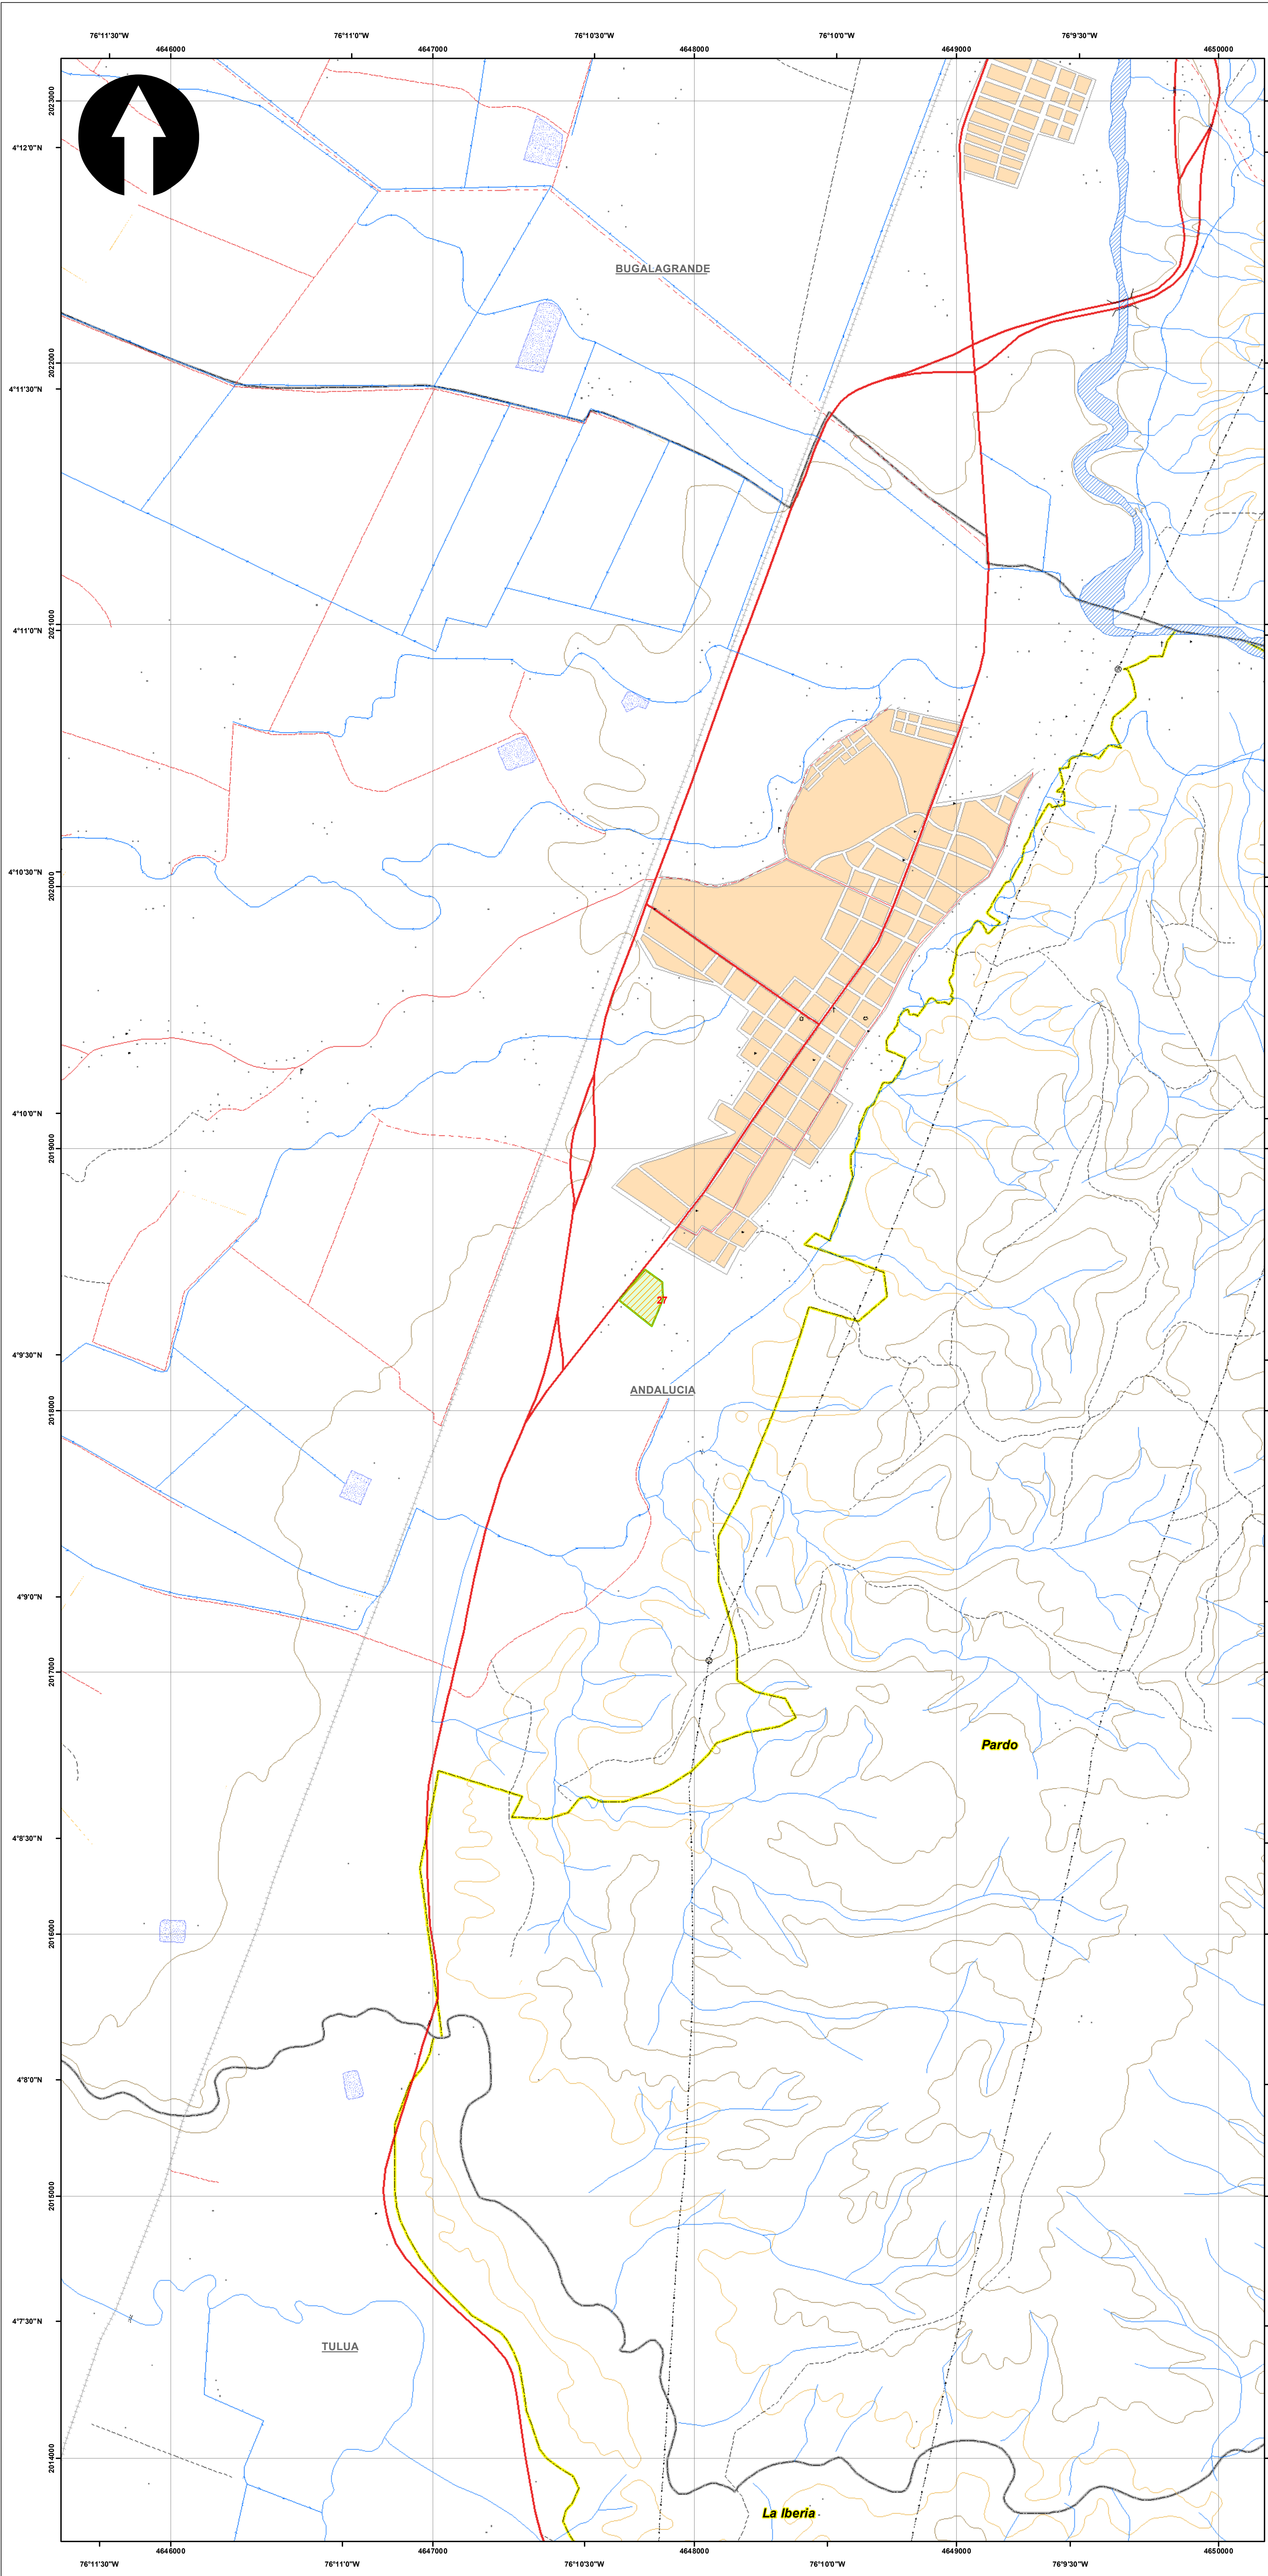 76°11'30"W 76°11'0"W 76°10'30"W 76°10'0"W 76°9'30"W
4646000 4647000 4648000 4649000 4650000
2023000
4°12'0"N
BUGALAGRANDE
2022000
4°11'30"N
4°11'0"N
2021000
4°10'30"N
2020000
4°10'0"N
2019000
27
4°9'30"N
ANDALUCIA
2018000
4°9'0"N
2017000
Pardo
4°8'30"N
2016000
4°8'0"N
2015000
4°7'30"N
TULUA
2014000
La Iberia
4646000 4647000 4648000 4649000 4650000
76°11'30"W 76°11'0"W 76°10'30"W 76°10'0"W 76°9'30"W